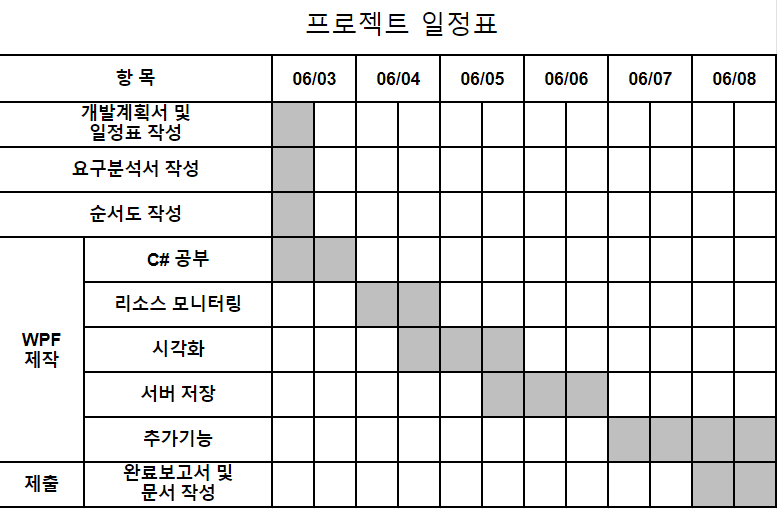 프로젝트 일정표
항 목 06/03 06/04 06/05 06/06 06/07 06/08
개발계획서 및
일정표 작성
요구분석서 작성
순서도 작성
WPF
제작
C# 공부
리소스 모니터링
시각화
서버 저장
추가기능
제출
완료보고서 및
문서 작성